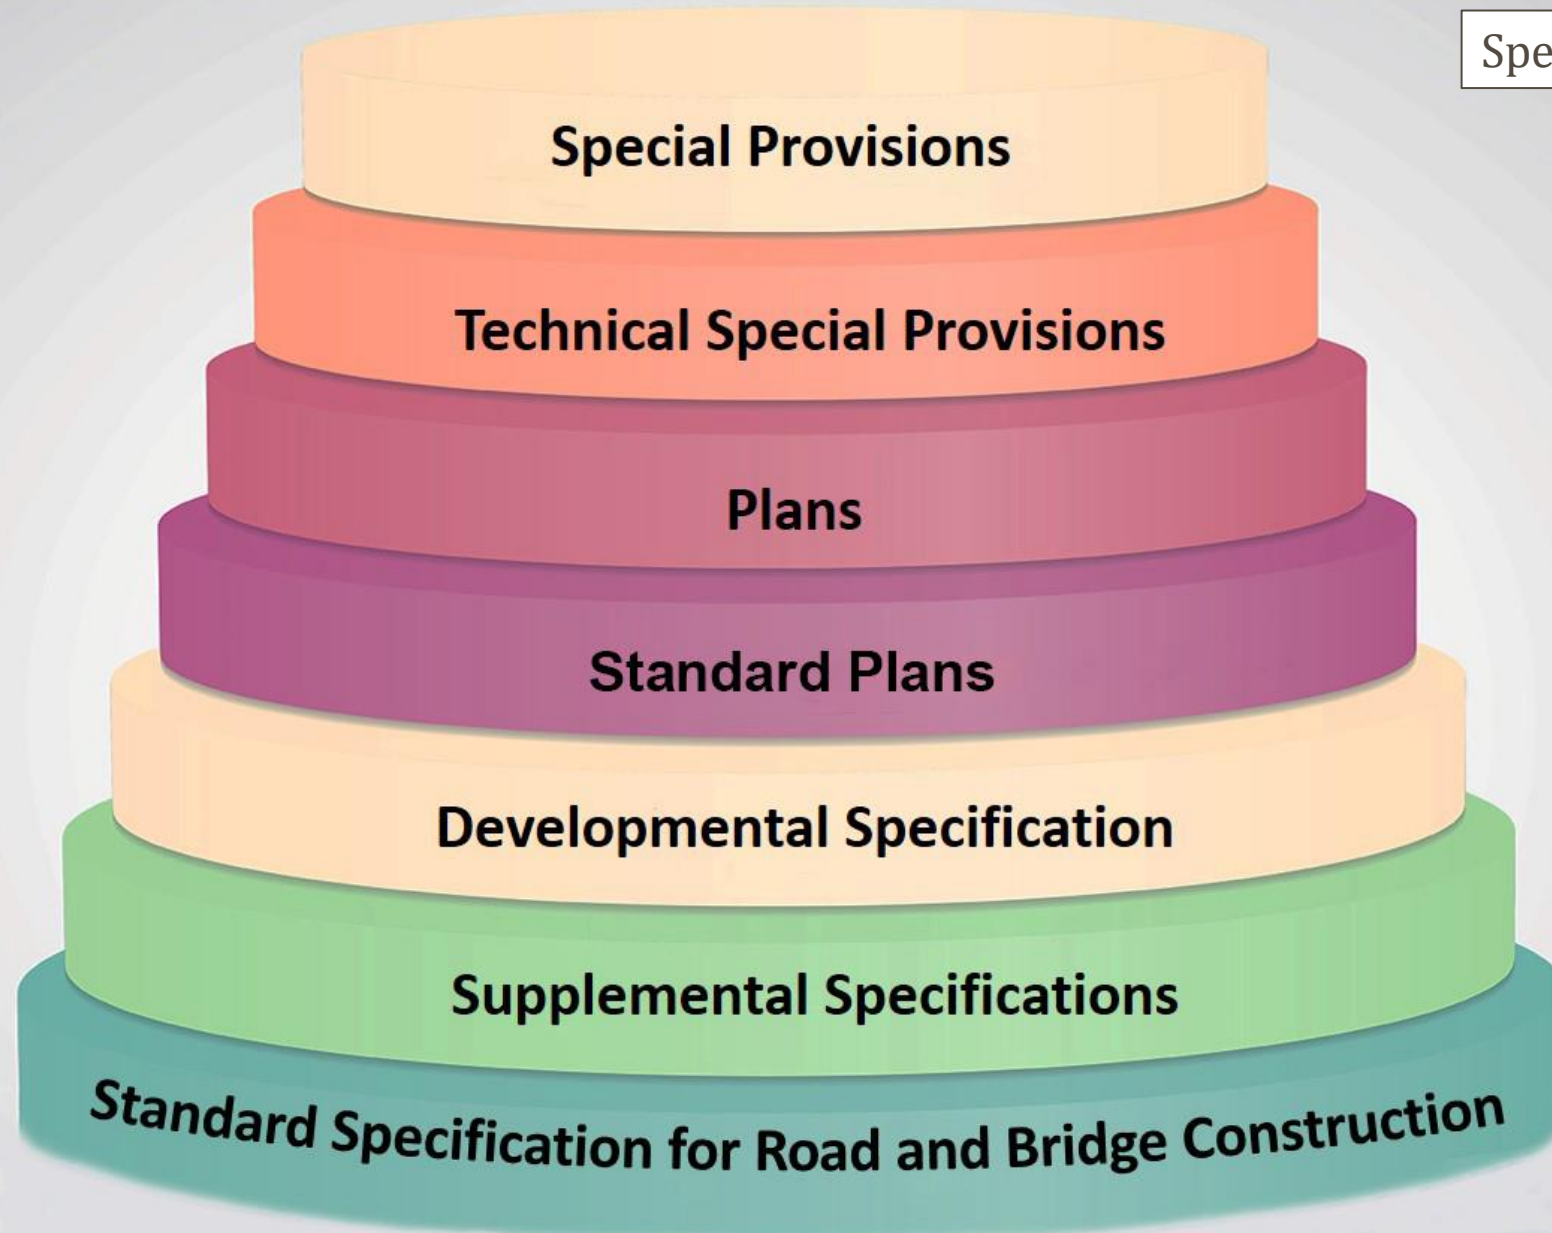 Special Provisions
Technical Special Provisions
Plans
Standard Plans
Developmental Specification
Supplemental Specifications
Standard Specification for Road and Bridge Construction